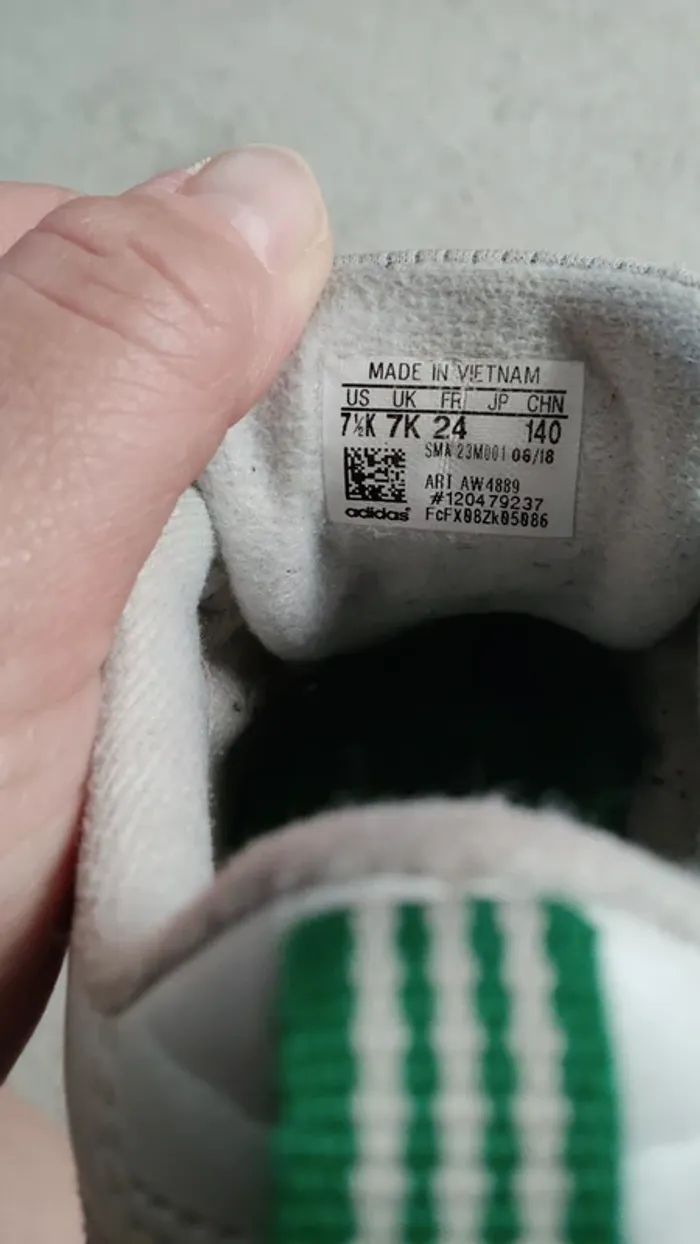 MADE IN VIETNAM
US UK FR JP CHN
7½K 7K 24 140
SMA 23M001 06/18
ART AW4889
#120479237
adidas FcFX08Zk05086